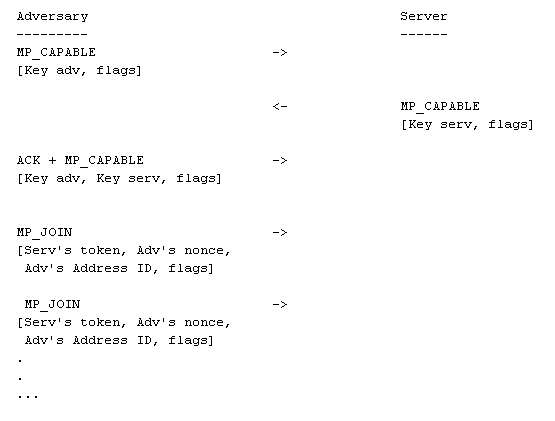 Adversary Server
--------- ------
MP_CAPABLE ->
[Key adv, flags]
<- MP_CAPABLE
[Key serv, flags]
ACK + MP_CAPABLE ->
[Key adv, Key serv, flags]
MP_JOIN ->
[Serv's token, Adv's nonce,
Adv's Address ID, flags]
MP_JOIN ->
[Serv's token, Adv's nonce,
Adv's Address ID, flags]
.
.
...